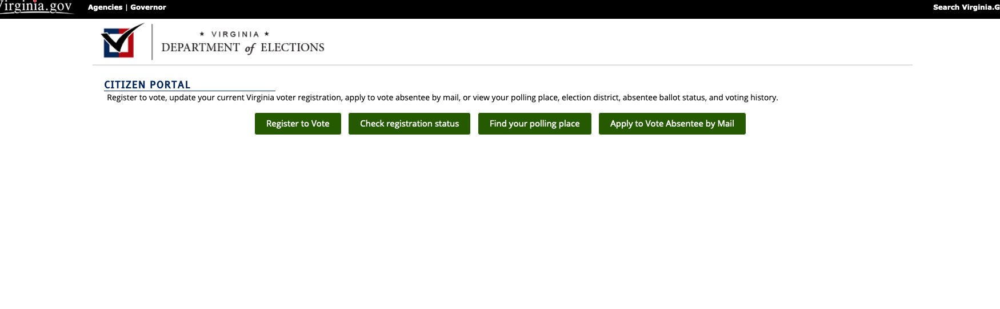 Virginia.gov Agencies | Governor Search Virginia.G
★ VIRGINIA ★
DEPARTMENT of ELECTIONS
CITIZEN PORTAL
Register to vote, update your current Virginia voter registration, apply to vote absentee by mail, or view your polling place, election district, absentee ballot status, and voting history.
Register to Vote Check registration status Find your polling place Apply to Vote Absentee by Mail